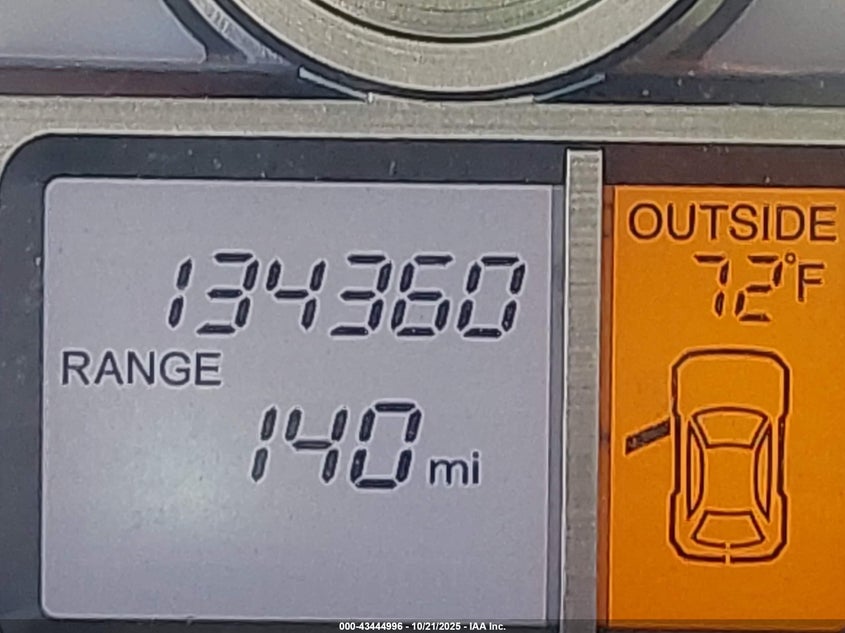 134360
RANGE
140 mi
OUTSIDE
72°F
000-43444996 - 10/21/2025 - IAA Inc.